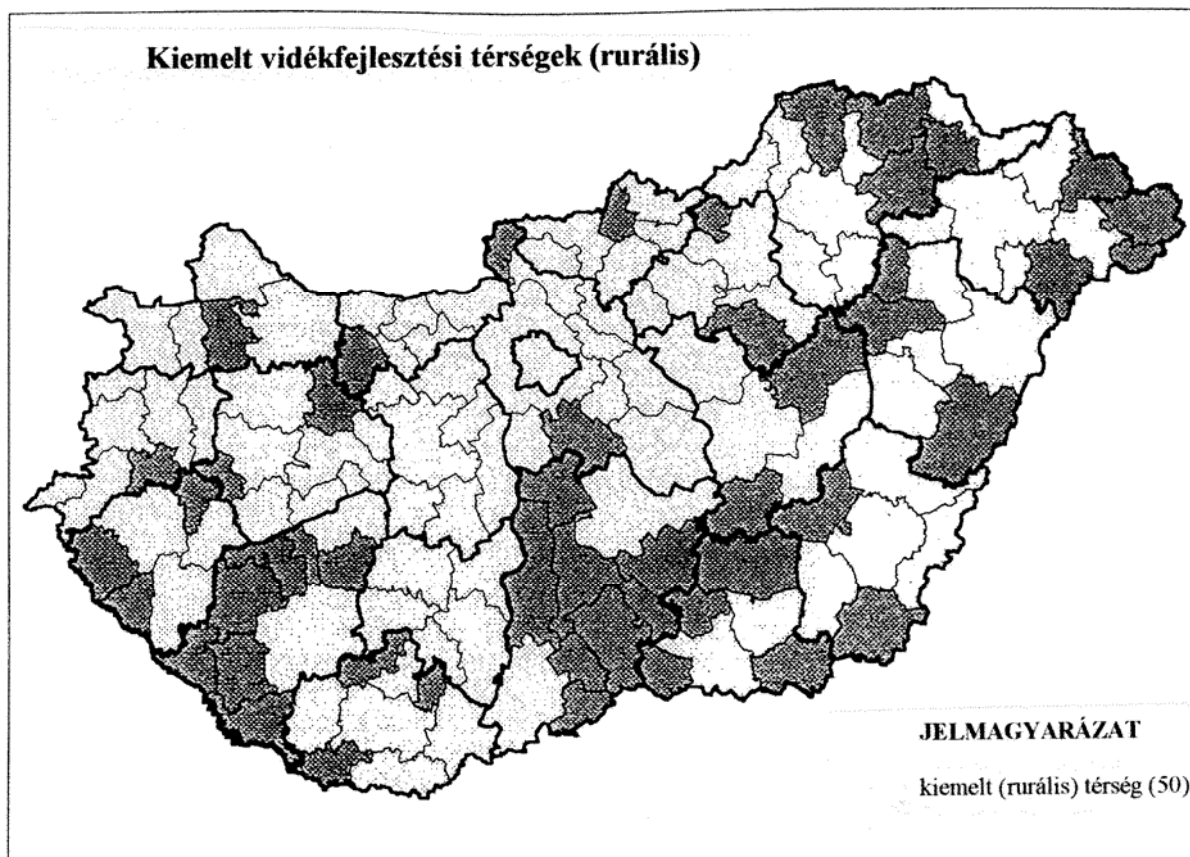 Kiemelt vidékfejlesztési térségek (rurális)
JELMAGYARÁZAT
kiemelt (rurális) térség (50)